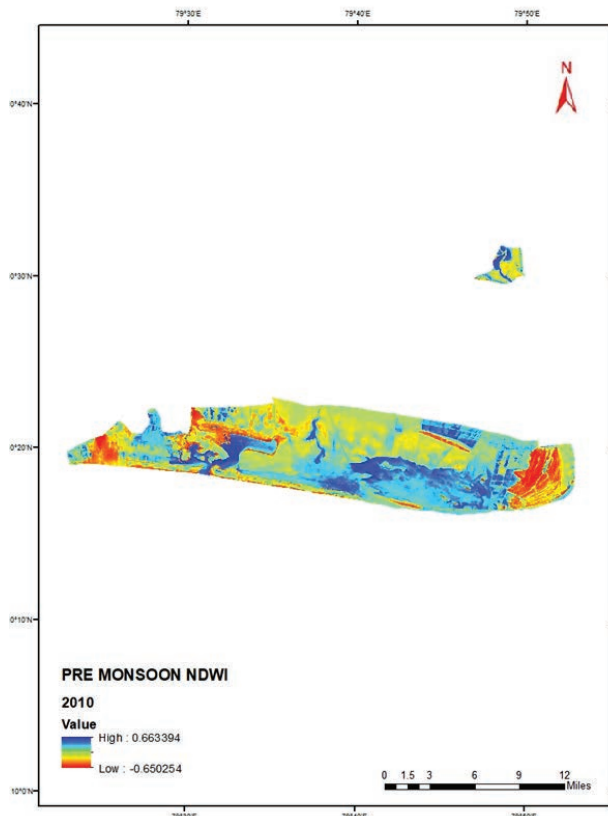 79°30'E 79°40'E 79°50'E
N
0°40'N
0°30'N
0°20'N
0°10'N
PRE MONSOON NDWI
2010
Value
High : 0.663394
Low : -0.650254
0 1.5 3 6 9 12
Miles
10°0'N